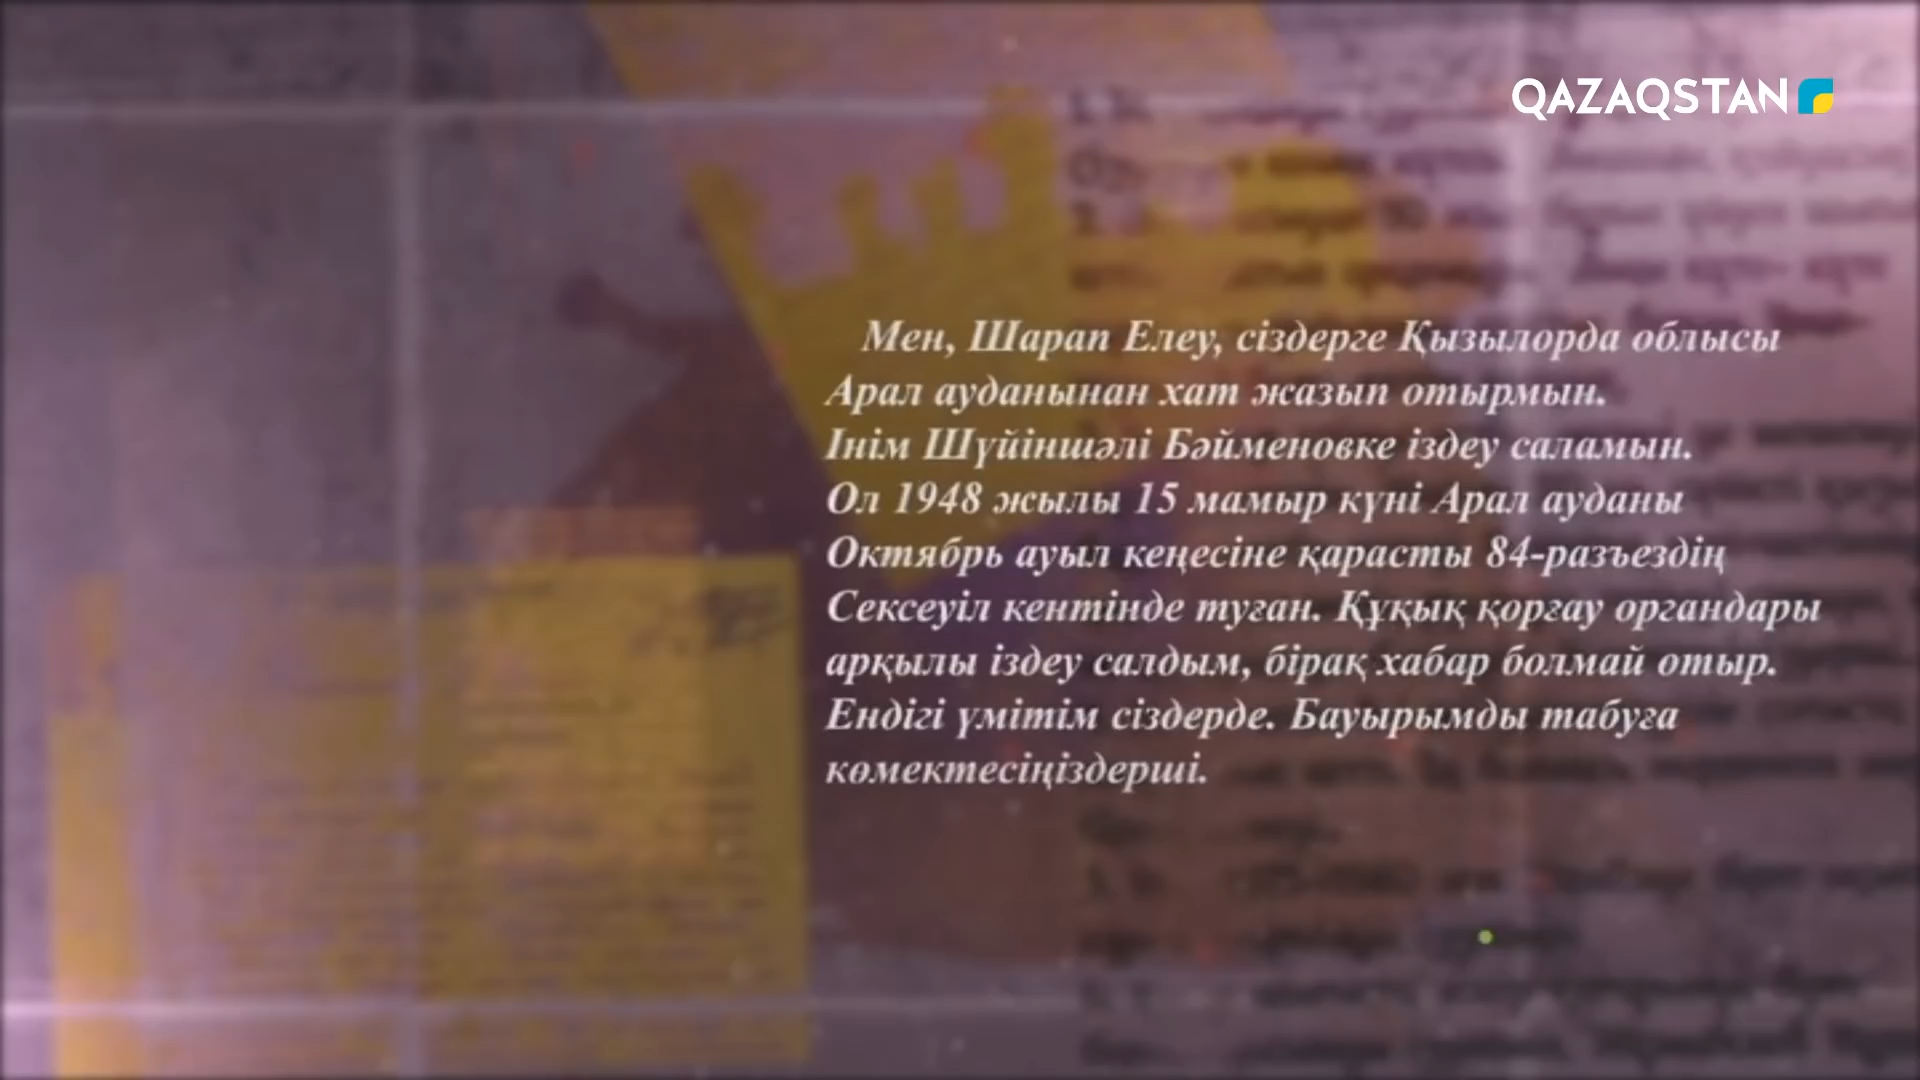 QAZAQSTAN
Мен, Шарап Елеу, сіздерге Қызылорда облысы
Арал ауданынан хат жазып отырмын.
Інім Шүйіншәлі Бәйменовке іздеу саламын.
Ол 1948 жылы 15 мамыр күні Арал ауданы
Октябрь ауыл кеңесіне қарасты 84-разъездің
Сексеуіл кентінде туған. Құқық қорғау органдары
арқылы іздеу салдым, бірақ хабар болмай отыр.
Ендігі үмітім сіздерде. Бауырымды табуға
көмектесіңіздерші.